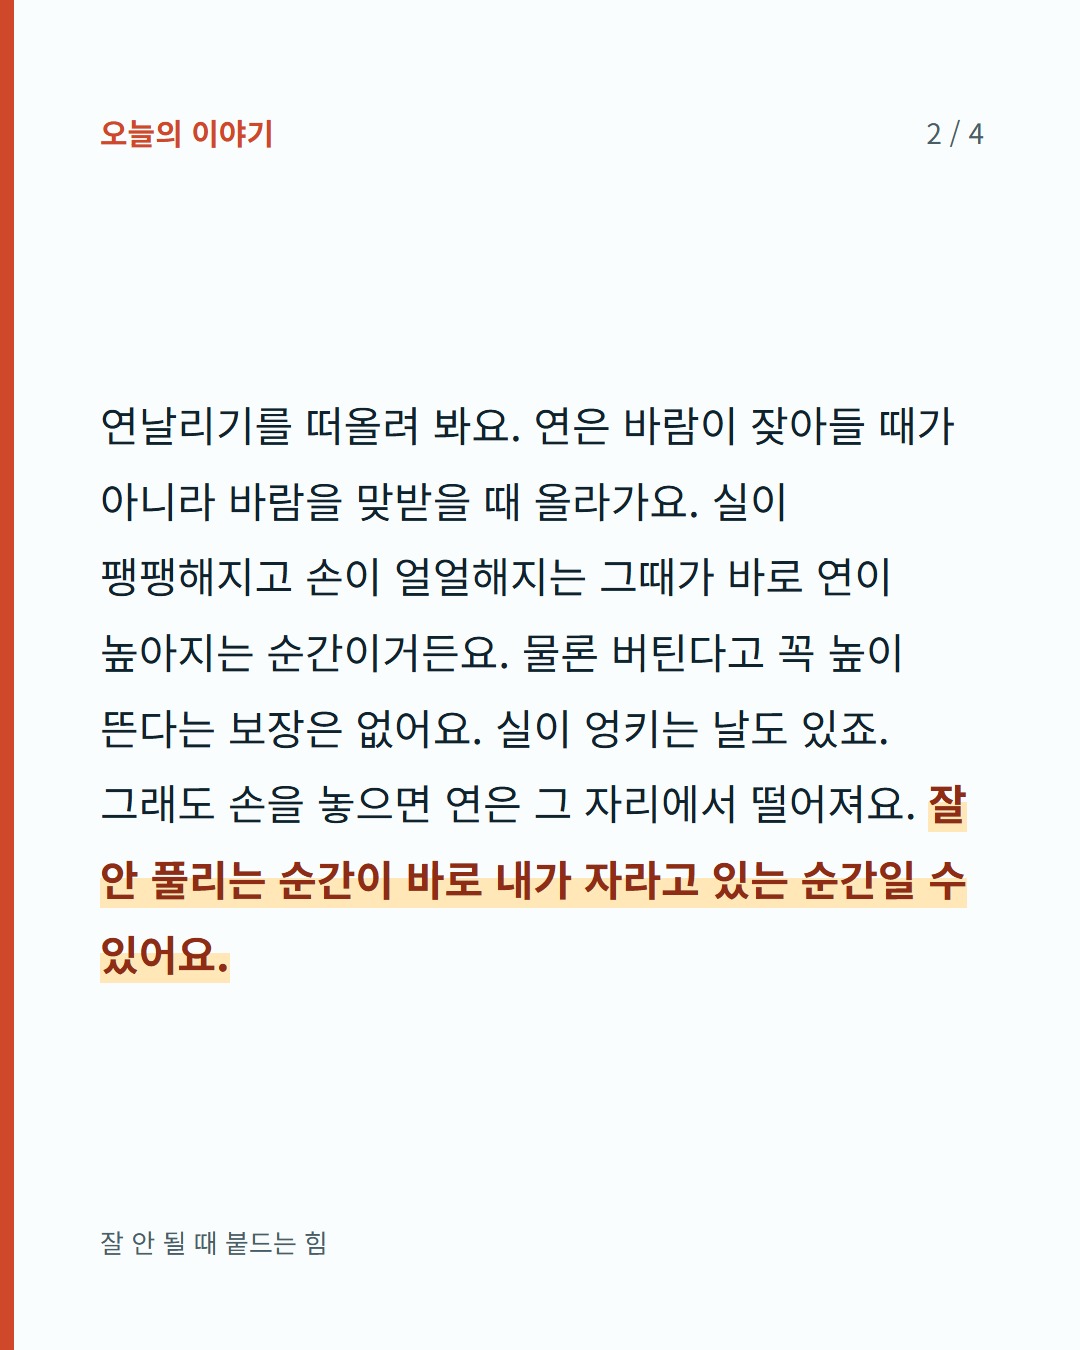 오늘의 이야기
2 / 4
연날리기를 떠올려 봐요. 연은 바람이 잦아들 때가
아니라 바람을 맞받을 때 올라가요. 실이
팽팽해지고 손이 얼얼해지는 그때가 바로 연이
높아지는 순간이거든요. 물론 버틴다고 꼭 높이
뜬다는 보장은 없어요. 실이 엉키는 날도 있죠.
그래도 손을 놓으면 연은 그 자리에서 떨어져요. 잘
안 풀리는 순간이 바로 내가 자라고 있는 순간일 수
있어요.
잘 안 될 때 붙드는 힘